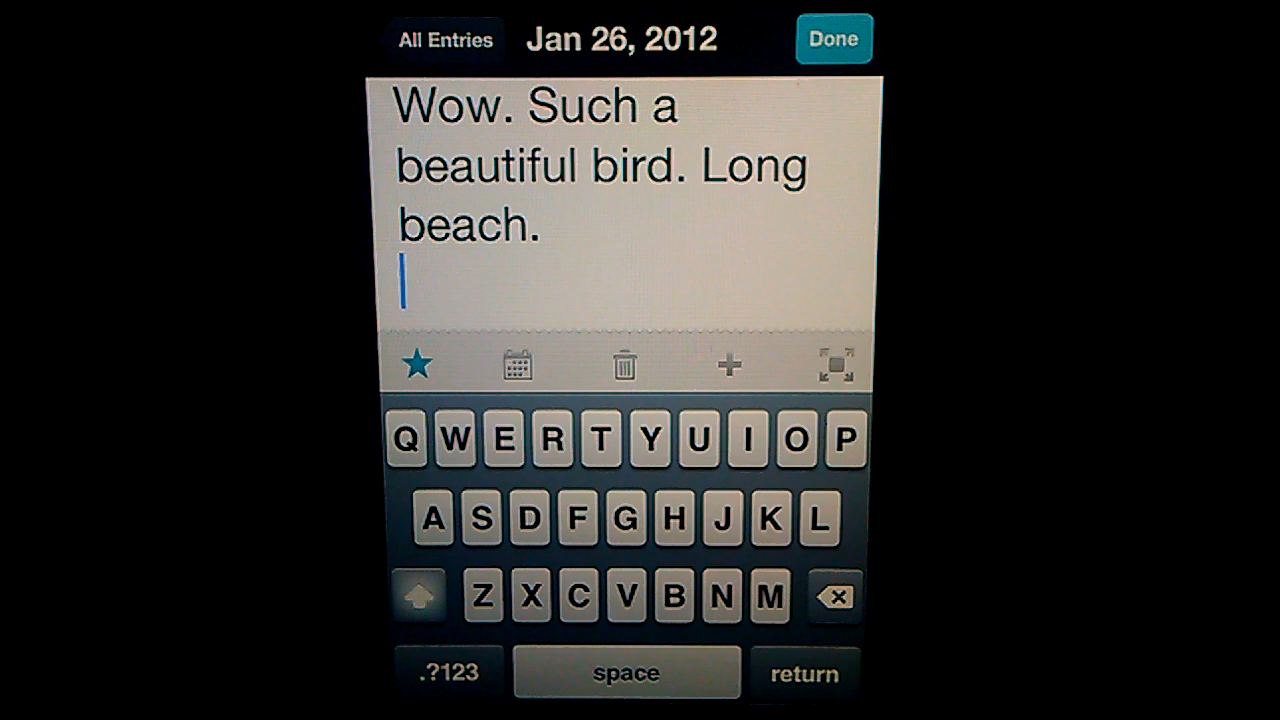 All Entries Jan 26, 2012 Done
Wow. Such a
beautiful bird. Long
beach.
Q W E R T Y U I O P
A S D F G H J K L
Z X C V B N M
.?123 space return